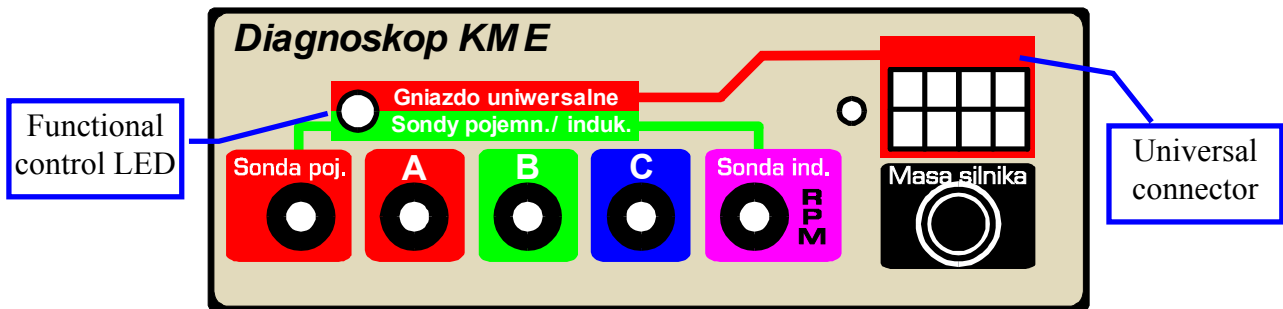 Diagnoskop KME
Gniazdo uniwersalne
Sondy pojemn./ induk.
Functional
control LED
Sonda poj.
A
B
C
Sonda ind.
RPM
Masa silnika
Universal
connector